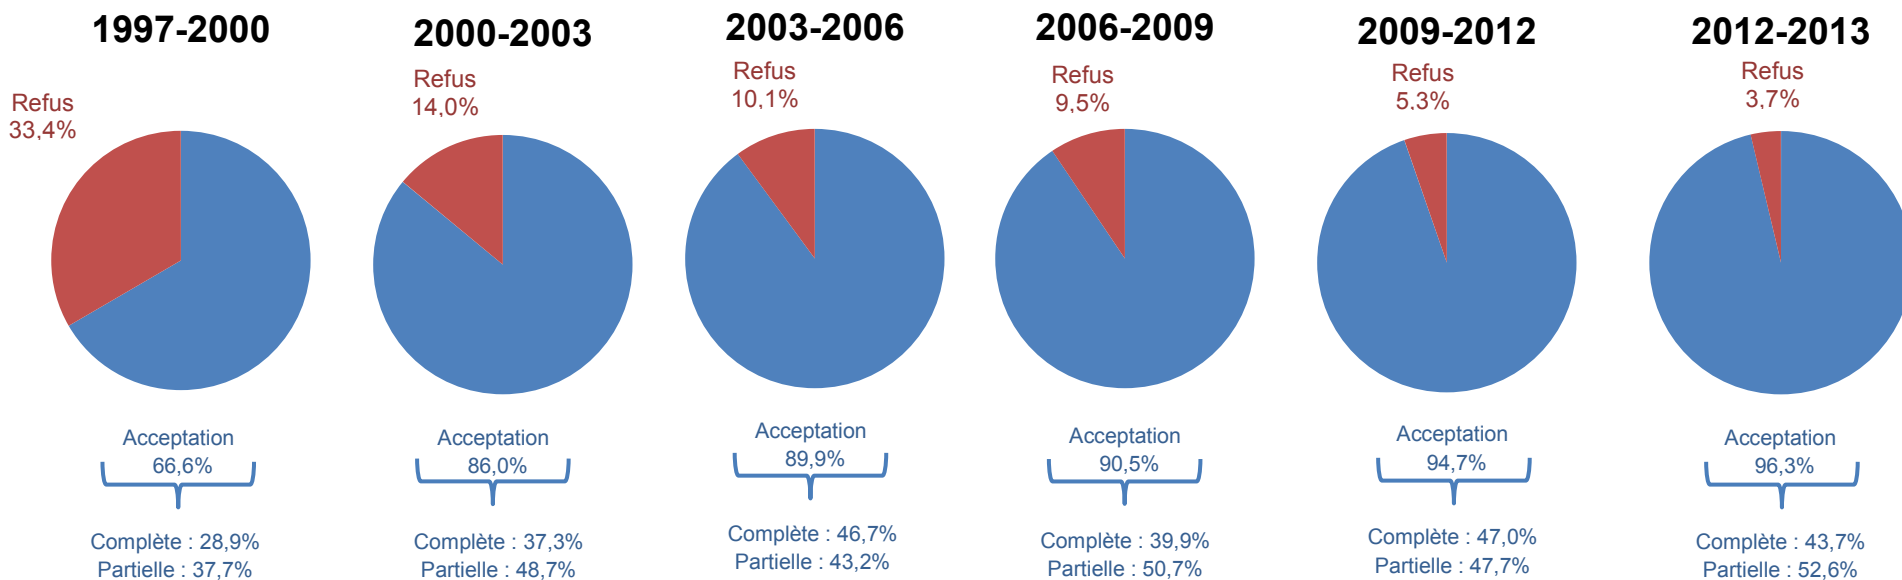 1997-2000
Refus
33,4%
Acceptation
66,6%
Complète : 28,9%
Partielle : 37,7%
2000-2003
Refus
14,0%
Acceptation
86,0%
Complète : 37,3%
Partielle : 48,7%
2003-2006
Refus
10,1%
Acceptation
89,9%
Complète : 46,7%
Partielle : 43,2%
2006-2009
Refus
9,5%
Acceptation
90,5%
Complète : 39,9%
Partielle : 50,7%
2009-2012
Refus
5,3%
Acceptation
94,7%
Complète : 47,0%
Partielle : 47,7%
2012-2013
Refus
3,7%
Acceptation
96,3%
Complète : 43,7%
Partielle : 52,6%